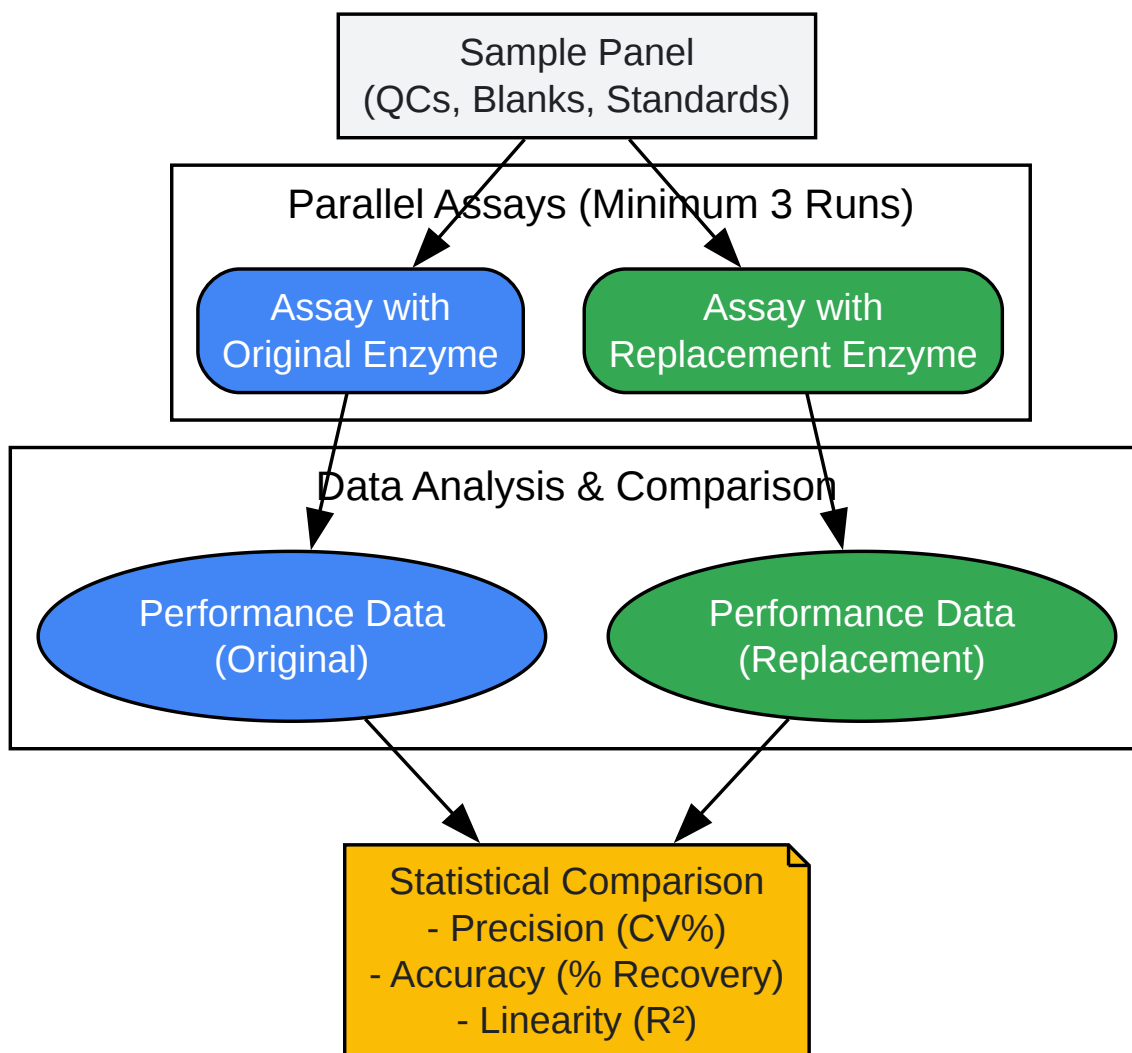 Sample Panel
(QCs, Blanks, Standards)
Parallel Assays (Minimum 3 Runs)
Assay with
Original Enzyme
Assay with
Replacement Enzyme
Data Analysis & Comparison
Performance Data
(Original)
Performance Data
(Replacement)
Statistical Comparison
- Precision (CV%)
- Accuracy (% Recovery)
- Linearity (R²)